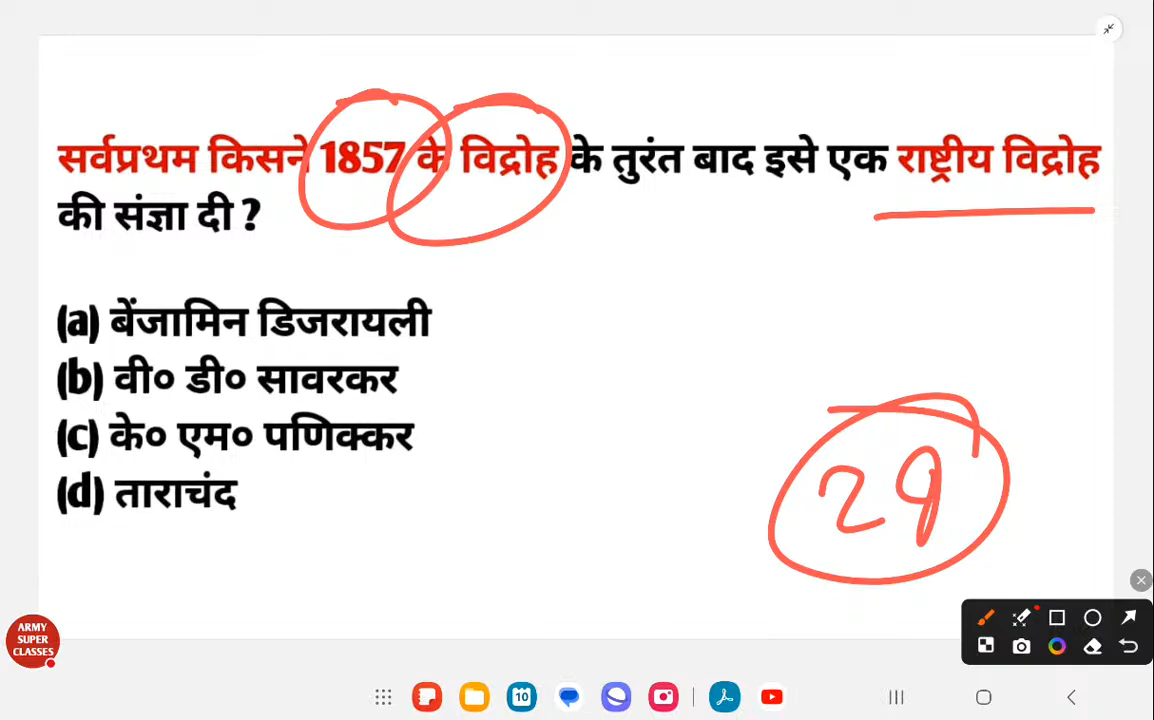 सर्वप्रथम किसने 1857 के विद्रोह के तुरंत बाद इसे एक राष्ट्रीय विद्रोह
की संज्ञा दी ?
(a) बेंजामिन डिजरायली
(b) वी० डी० सावरकर
(c) के० एम० पणिक्कर
(d) ताराचंद
29
ARMY
SUPER
CLASSES
10